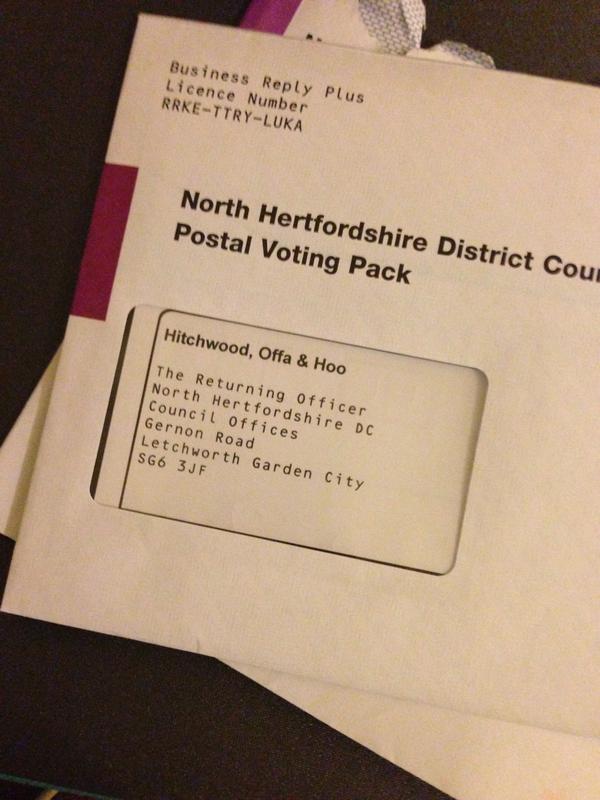 Business Reply Plus
Licence Number
RRKE-TTRY-LUKA
North Hertfordshire District
Postal Voting Pack
Hitchwood, Offa & Hoo
The Returning Officer
North Hertfordshire DC
Council Offices
Gernon Road
Letchworth Garden City
SG6 3JF